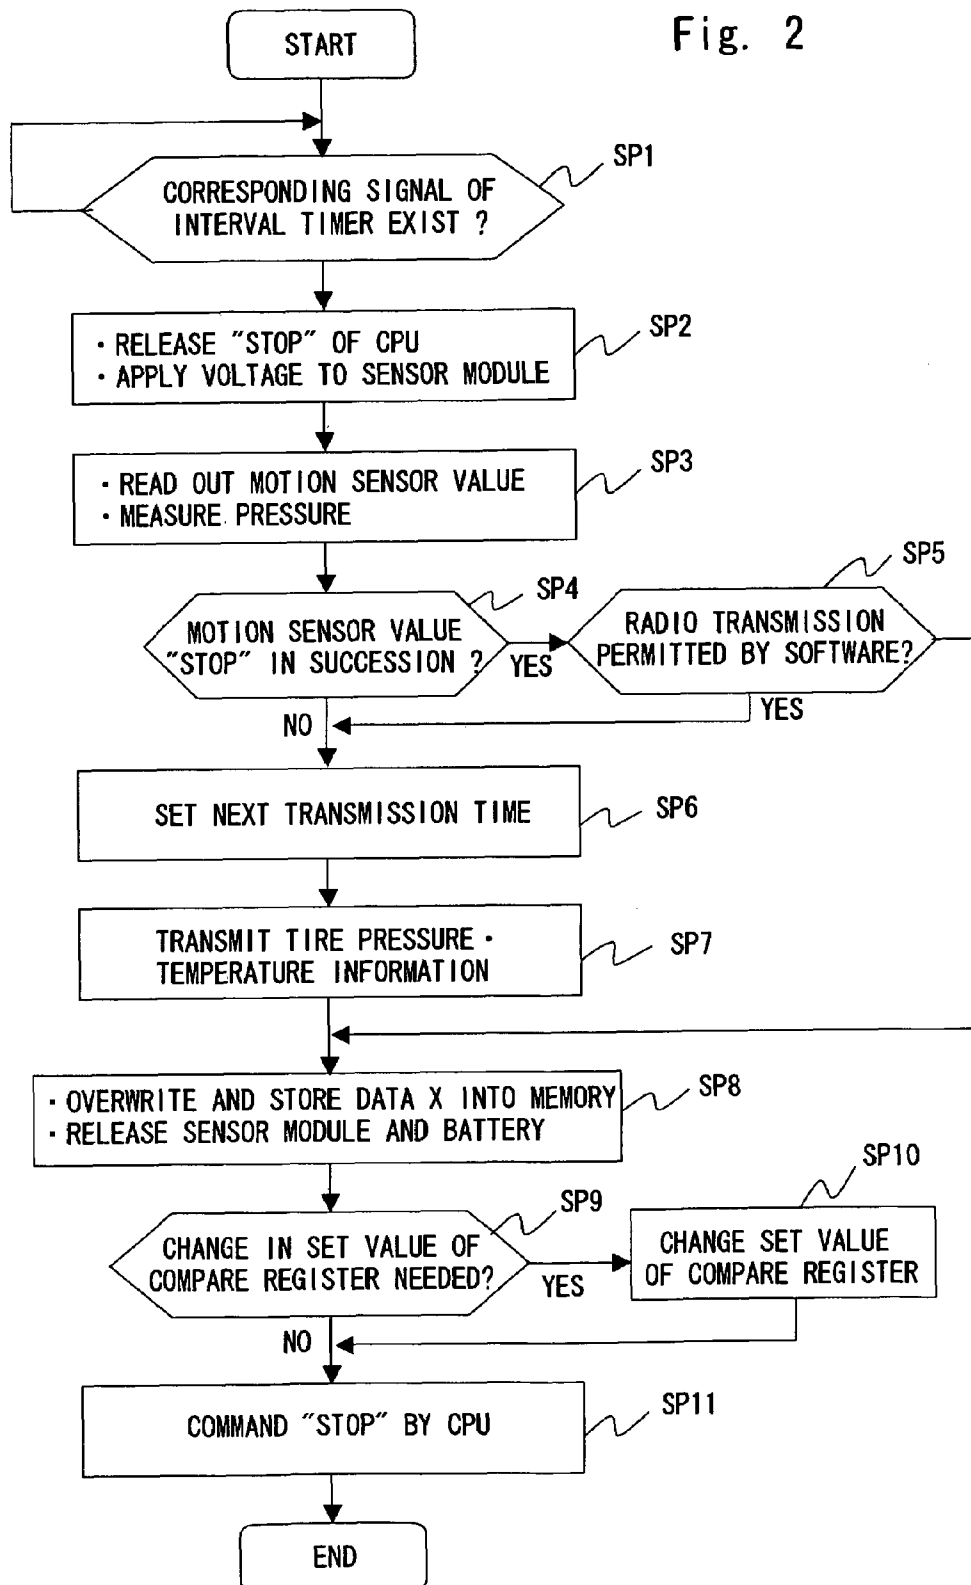 Fig. 2
START
SP1
CORRESPONDING SIGNAL OF
INTERVAL TIMER EXIST ?
SP2
・RELEASE "STOP" OF CPU
・APPLY VOLTAGE TO SENSOR MODULE
SP3
・READ OUT MOTION SENSOR VALUE
・MEASURE PRESSURE
SP4
MOTION SENSOR VALUE
"STOP" IN SUCCESSION ?
YES
NO
SP5
RADIO TRANSMISSION
PERMITTED BY SOFTWARE?
YES
SP6
SET NEXT TRANSMISSION TIME
SP7
TRANSMIT TIRE PRESSURE・
TEMPERATURE INFORMATION
SP8
・OVERWRITE AND STORE DATA X INTO MEMORY
・RELEASE SENSOR MODULE AND BATTERY
SP9
CHANGE IN SET VALUE OF
COMPARE REGISTER NEEDED?
YES
NO
SP10
CHANGE SET VALUE
OF COMPARE REGISTER
SP11
COMMAND "STOP" BY CPU
END